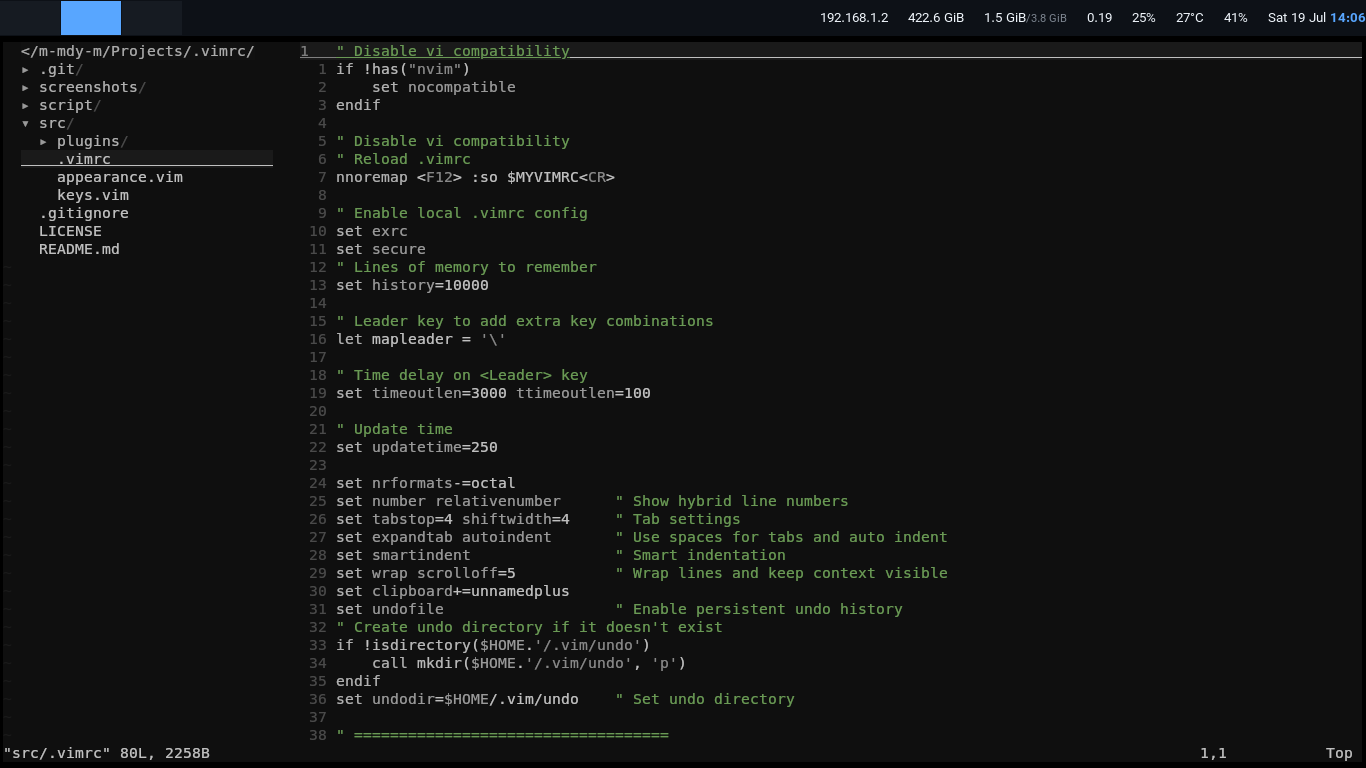 192.168.1.2 422.6 GiB 1.5 GiB/3.8 GiB 0.19 25% 27°C 41% Sat 19 Jul 14:06
</m-mdy-m/Projects/.vimrc/
▸ .git/
▸ screenshots/
▸ script/
▾ src/
▸ plugins/
.vimrc
appearance.vim
keys.vim
.gitignore
LICENSE
README.md
1 " Disable vi compatibility
1 if !has("nvim")
2 set nocompatible
3 endif
4
5 " Disable vi compatibility
6 " Reload .vimrc
7 nnoremap <F12> :so $MYVIMRC<CR>
8
9 " Enable local .vimrc config
10 set exrc
11 set secure
12 " Lines of memory to remember
13 set history=10000
14
15 " Leader key to add extra key combinations
16 let mapleader = '\'
17
18 " Time delay on <Leader> key
19 set timeoutlen=3000 ttimeoutlen=100
20
21 " Update time
22 set updatetime=250
23
24 set nrformats-=octal
25 set number relativenumber " Show hybrid line numbers
26 set tabstop=4 shiftwidth=4 " Tab settings
27 set expandtab autoindent " Use spaces for tabs and auto indent
28 set smartindent " Smart indentation
29 set wrap scrolloff=5 " Wrap lines and keep context visible
30 set clipboard+=unnamedplus
31 set undofile " Enable persistent undo history
32 " Create undo directory if it doesn't exist
33 if !isdirectory($HOME.'/.vim/undo')
34 call mkdir($HOME.'/.vim/undo', 'p')
35 endif
36 set undodir=$HOME/.vim/undo " Set undo directory
37
38 " ===================================
"src/.vimrc" 80L, 2258B 1,1 Top